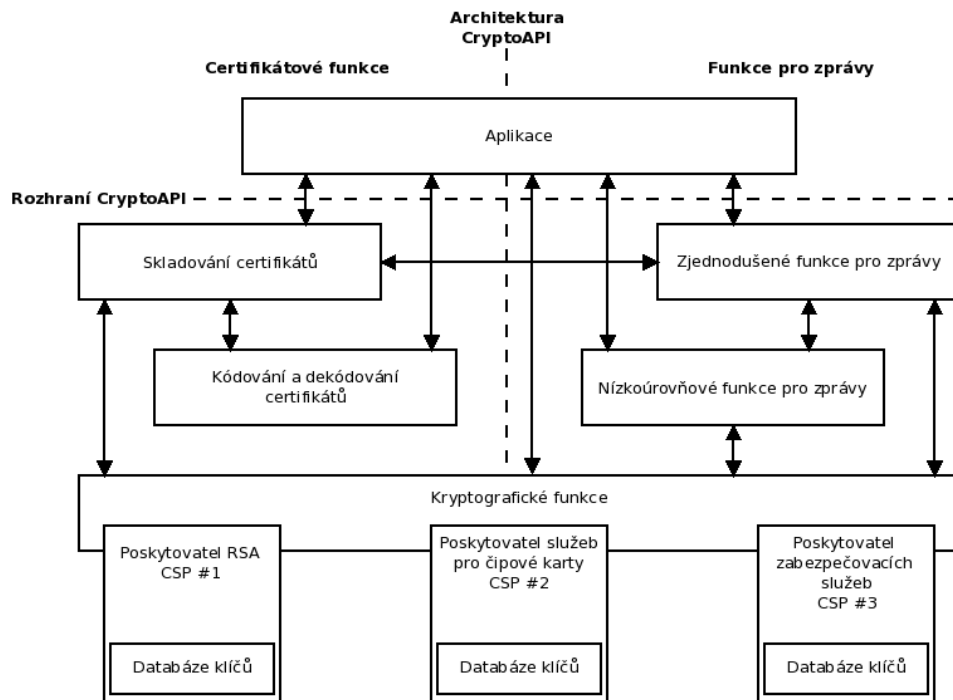 Architektura
CryptoAPI
Certifikátové funkce
Funkce pro zprávy
Aplikace
Rozhraní CryptoAPI
Skladování certifikátů
Zjednodušené funkce pro zprávy
Kódování a dekódování
certifikátů
Nízkoúrovňové funkce pro zprávy
Kryptografické funkce
Poskytovatel RSA
CSP #1
Poskytovatel služeb
pro čipové karty
CSP #2
Poskytovatel
zabezpečovacích
služeb
CSP #3
Databáze klíčů
Databáze klíčů
Databáze klíčů